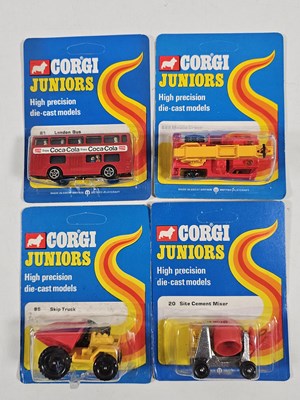 CORGI
JUNIORS
High precision
die-cast models
81 London Bus
Coca-Cola Coca-Cola
CORGI
JUNIORS
High precision
die-cast models
CORGI
JUNIORS
High precision
die-cast models
85 Skip Truck
CORGI
JUNIORS
High precision
die-cast models
20 Site Cement Mixer